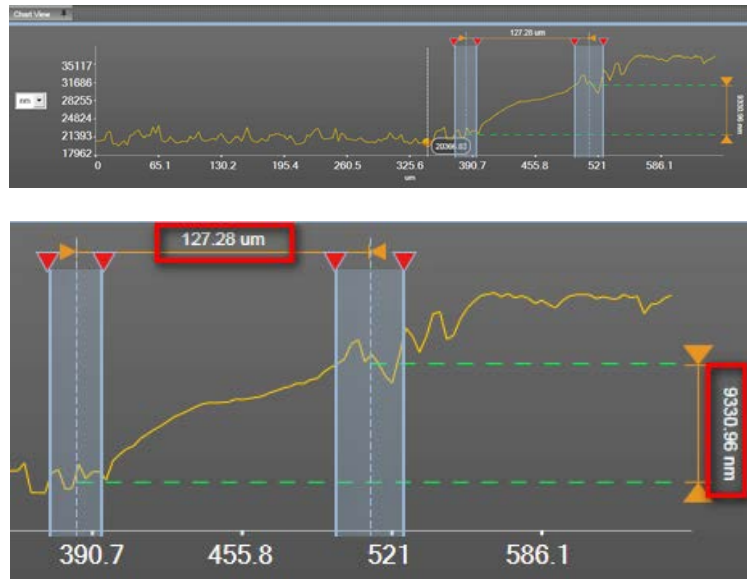 Chart View
127.28 um
35117
31686
28255
24824
21393
17962
nm
20366.83
9330.96 nm
0 65.1 130.2 195.4 260.5 325.6 390.7 455.8 521 586.1
um
127.28 um
9330.96 nm
390.7 455.8 521 586.1